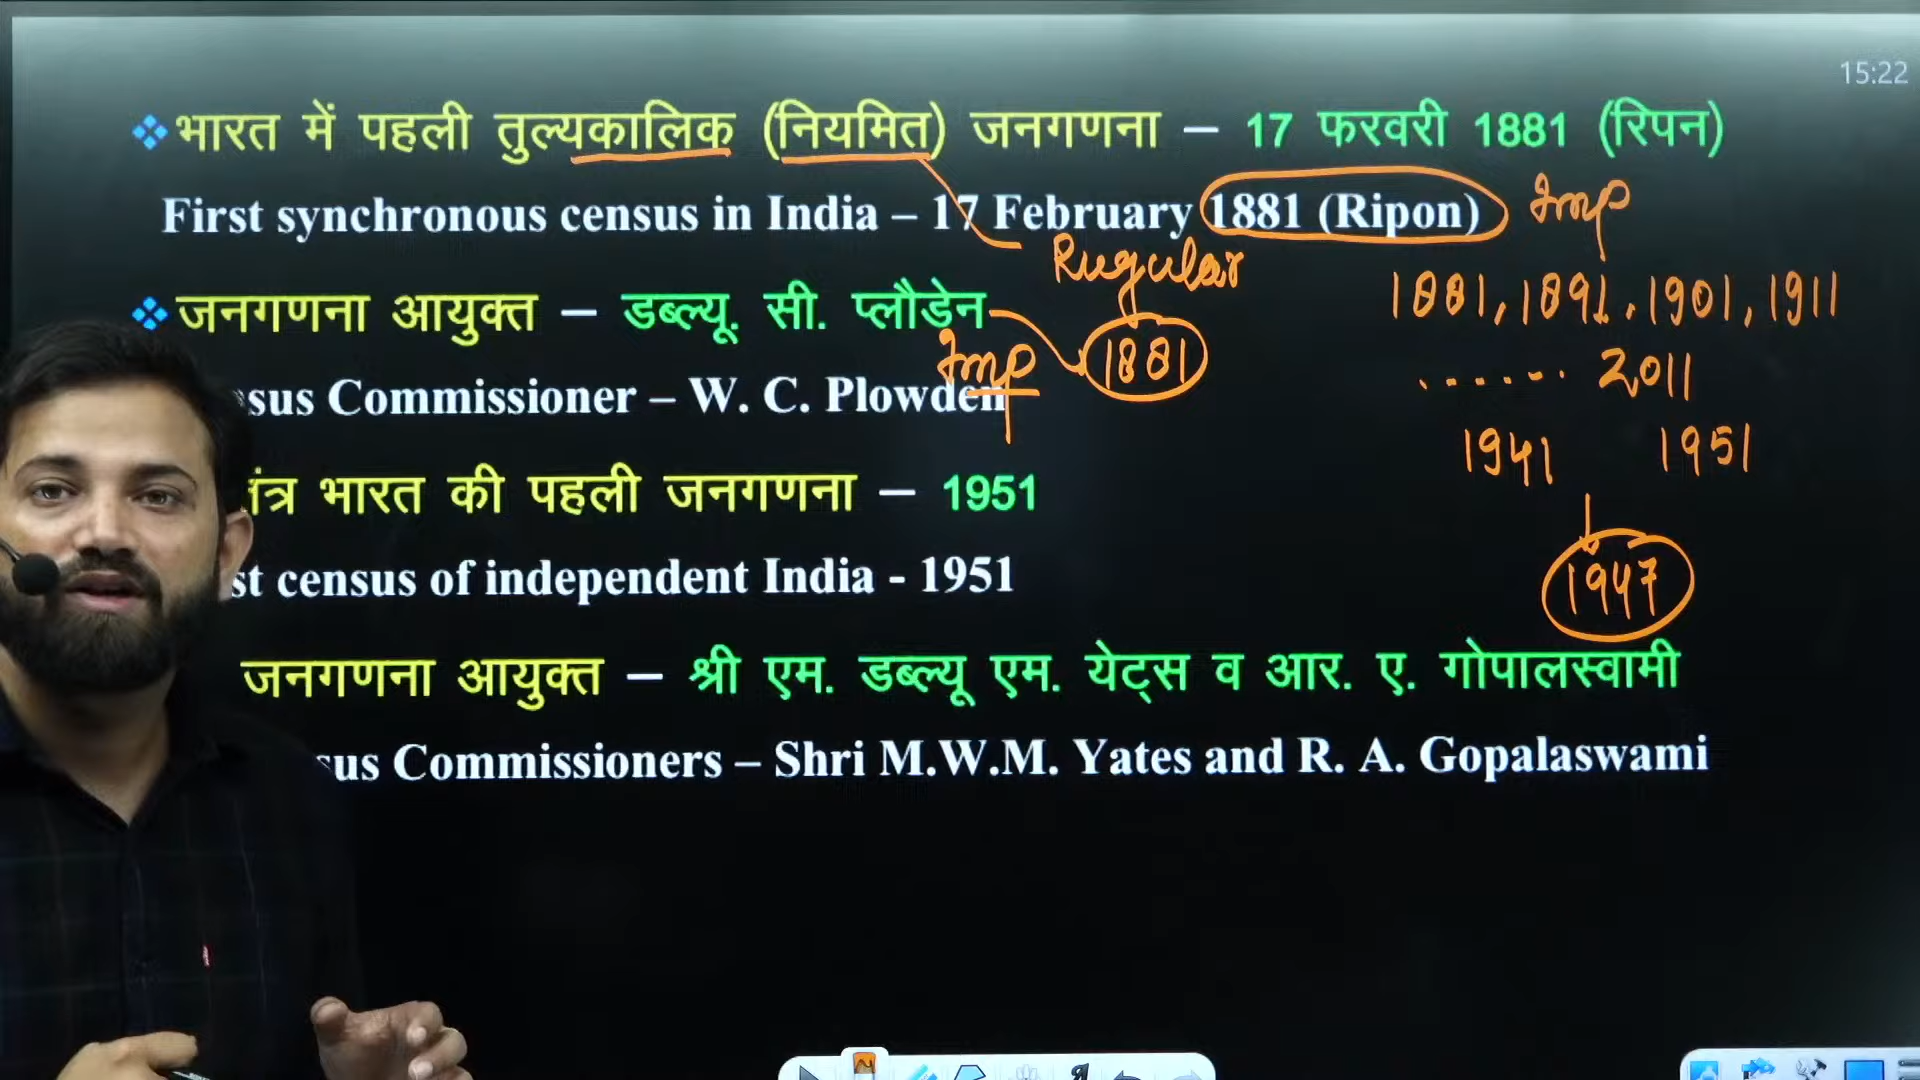 15:22
भारत में पहली तुल्यकालिक (नियमित) जनगणना – 17 फरवरी 1881 (रिपन)
First synchronous census in India – 17 February 1881 (Ripon) Imp
Rugular
1881, 1891, 1901, 1911
जनगणना आयुक्त – डब्ल्यू. सी. प्लौडेन
Imp 1881
...... 2011
sus Commissioner – W. C. Plowden
1941 1951
तंत्र भारत की पहली जनगणना – 1951
st census of independent India - 1951
1947
जनगणना आयुक्त – श्री एम. डब्ल्यू एम. येट्स व आर. ए. गोपालस्वामी
sus Commissioners – Shri M.W.M. Yates and R. A. Gopalaswami